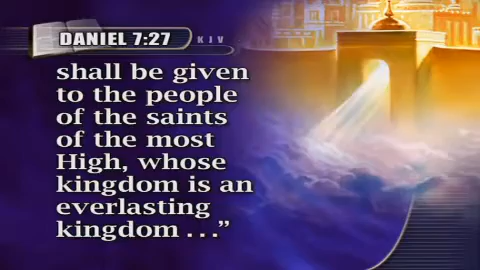 DANIEL 7:27 KJV
shall be given
to the people
of the saints
of the most
High, whose
kingdom is an
everlasting
kingdom . . .”